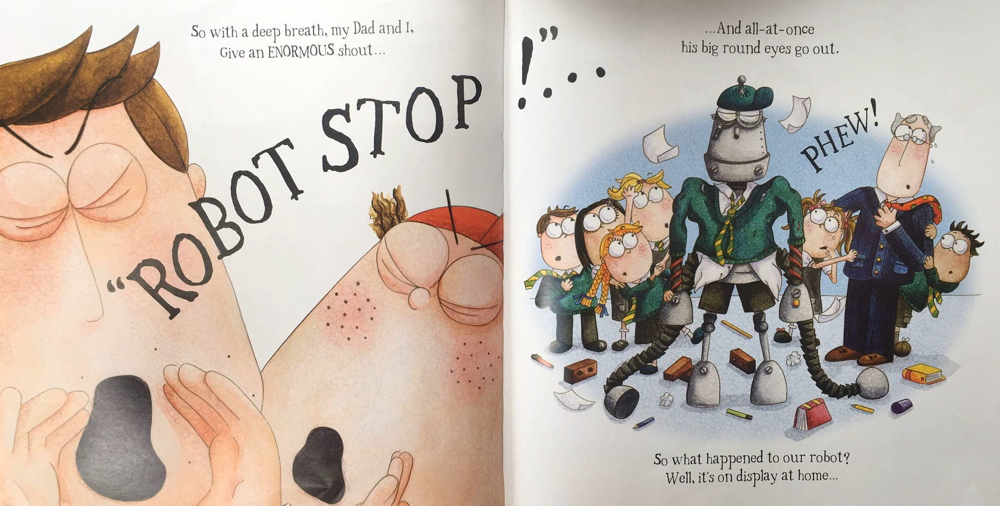 So with a deep breath, my Dad and I,
Give an ENORMOUS shout...
“ROBOT STOP!”...
...And all-at-once
his big round eyes go out.
PHEW!
So what happened to our robot?
Well, it's on display at home...